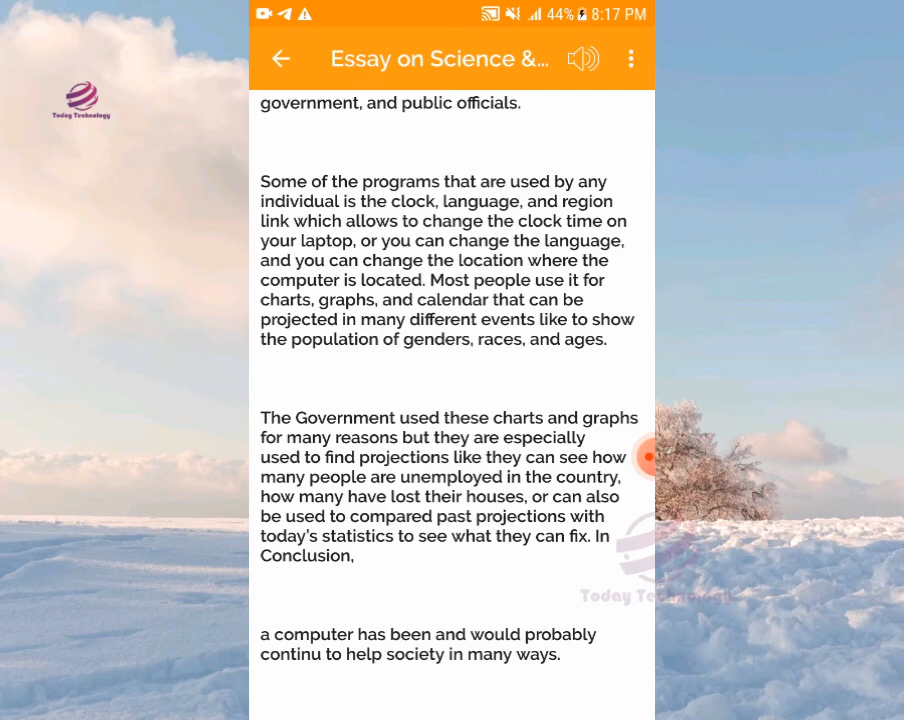 44% 8:17 PM
Essay on Science &...
Today Technology
government, and public officials.
Some of the programs that are used by any
individual is the clock, language, and region
link which allows to change the clock time on
your laptop, or you can change the language,
and you can change the location where the
computer is located. Most people use it for
charts, graphs, and calendar that can be
projected in many different events like to show
the population of genders, races, and ages.
The Government used these charts and graphs
for many reasons but they are especially
used to find projections like they can see how
many people are unemployed in the country,
how many have lost their houses, or can also
be used to compared past projections with
today's statistics to see what they can fix. In
Conclusion,
Today Technology
a computer has been and would probably
continu to help society in many ways.